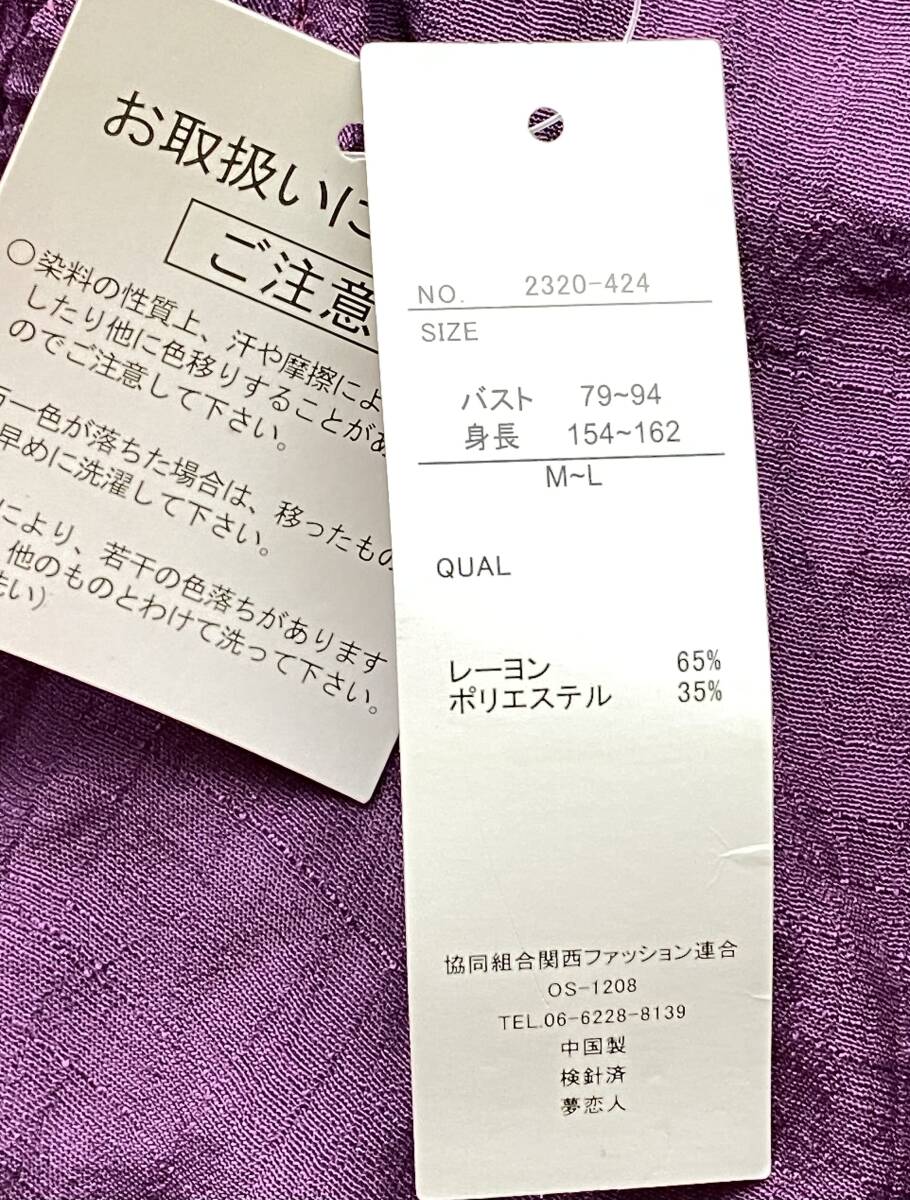 お取扱いに
ご注意
○染料の性質上、汗や摩擦によ
したり他に色移りすることがあ
のでご注意して下さい。
万一色が落ちた場合は、移ったもの
早めに洗濯して下さい。
により、若干の色落ちがあります
他のものとわけて洗って下さい。
洗い）
NO. 2320-424
SIZE
バスト 79~94
身長 154~162
M~L
QUAL
レーヨン 65%
ポリエステル 35%
協同組合関西ファッション連合
OS-1208
TEL.06-6228-8139
中国製
検針済
夢恋人